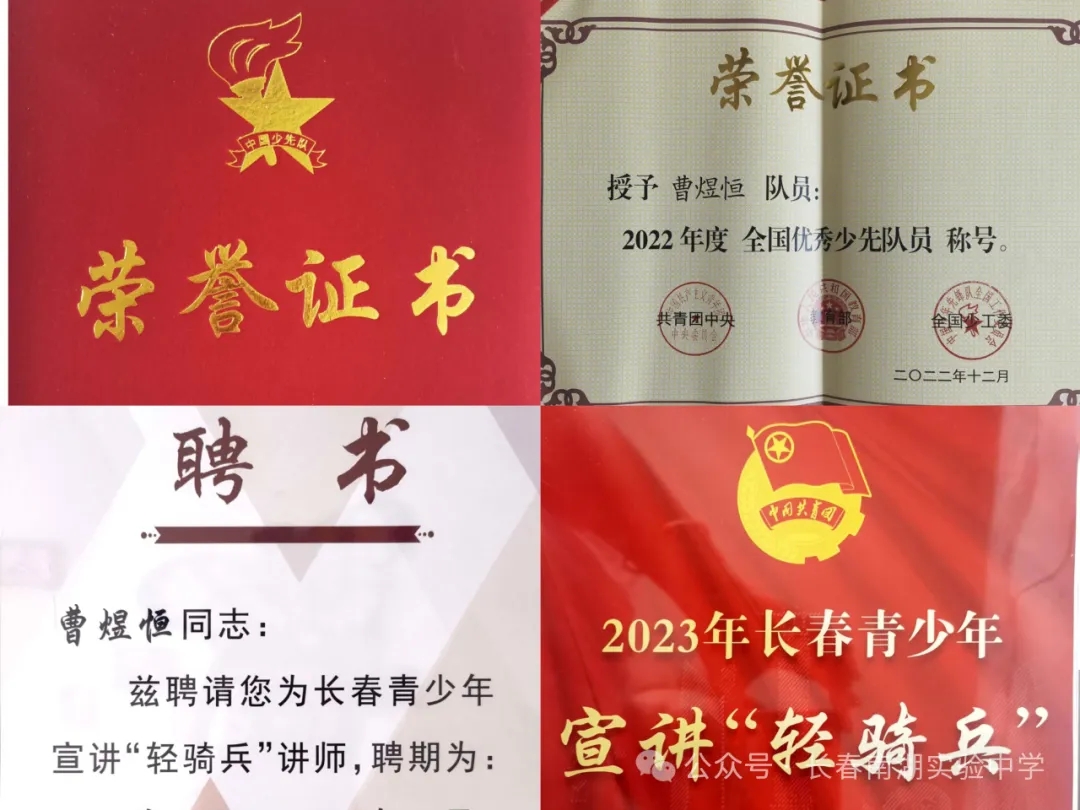 中国少先队
荣誉证书
荣誉证书
授予 曹煜恒 队员：
2022 年度 全国优秀少先队员 称号。
共青团中央
教育部
全国少工委
二〇二二年十二月
聘 书
曹煜恒同志：
兹聘请您为长春青少年
宣讲“轻骑兵”讲师，聘期为：
中国共青团
2023年长春青少年
宣讲“轻骑兵”
公众号 长春南湖实验中学